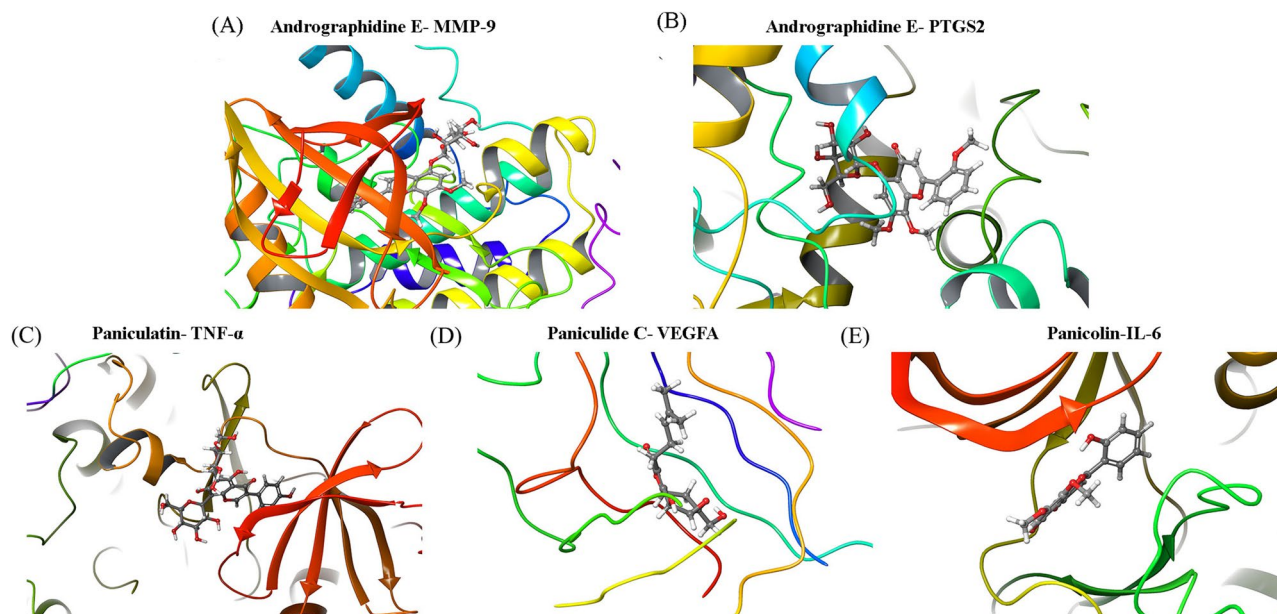 (A) Andrographidine E- MMP-9
(B) Andrographidine E- PTGS2
(C) Paniculatin- TNF-α
(D) Paniculide C- VEGFA
(E) Panicolin-IL-6